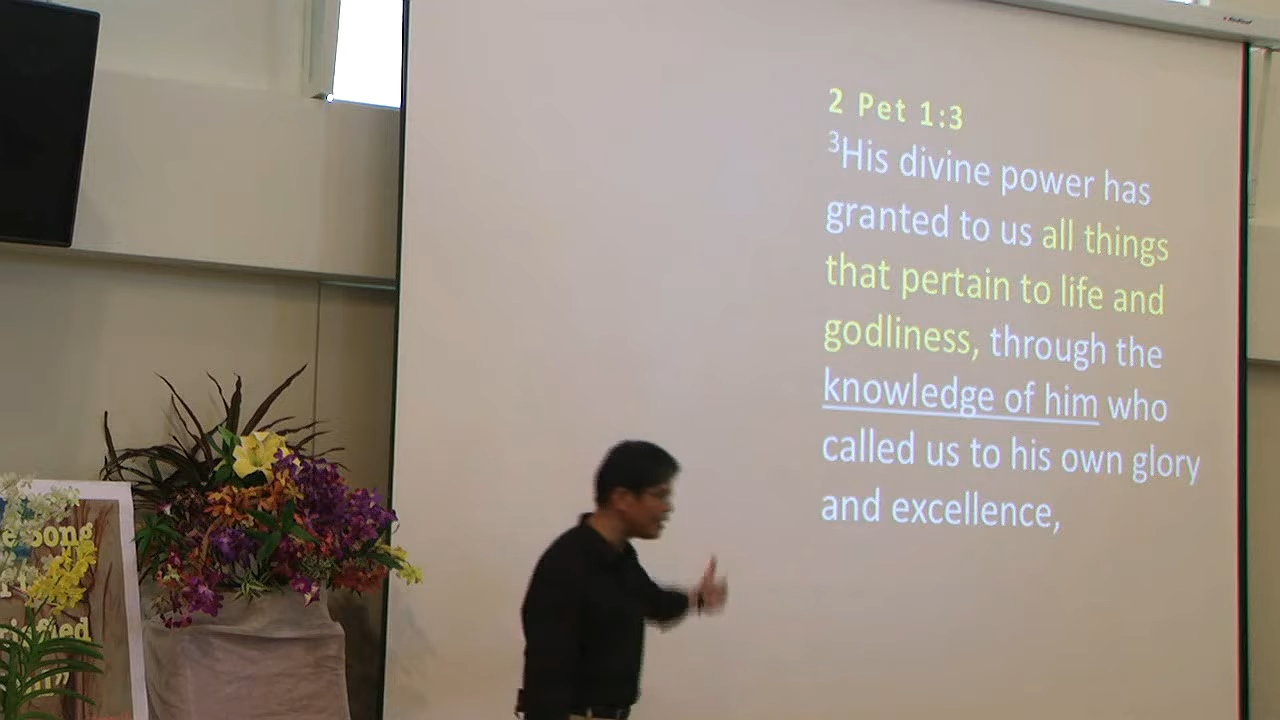 2 Pet 1:3
3His divine power has
granted to us all things
that pertain to life and
godliness, through the
knowledge of him who
called us to his own glory
and excellence,
Song